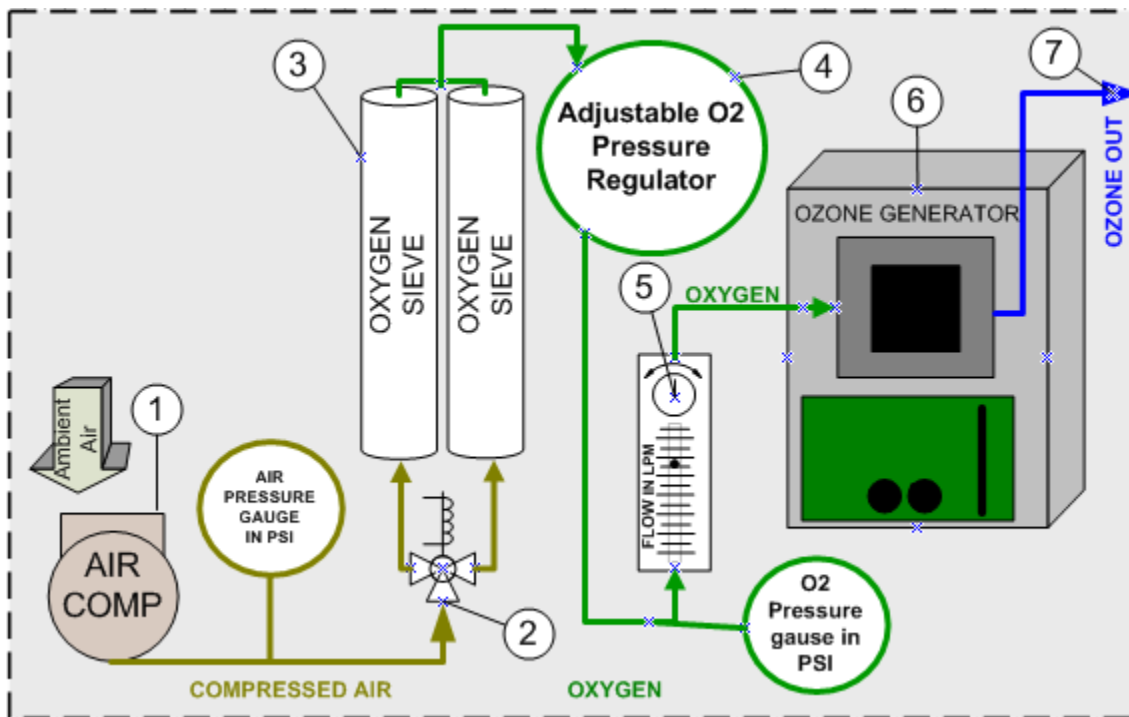 3
4
7
6
Adjustable O2
Pressure
Regulator
OZONE OUT
OZONE GENERATOR
OXYGEN
SIEVE
OXYGEN
SIEVE
5
OXYGEN
1
Ambient
Air
AIR
PRESSURE
GAUGE
IN PSI
FLOW IN LPM
AIR
COMP
2
O2
Pressure
gause in
PSI
COMPRESSED AIR
OXYGEN